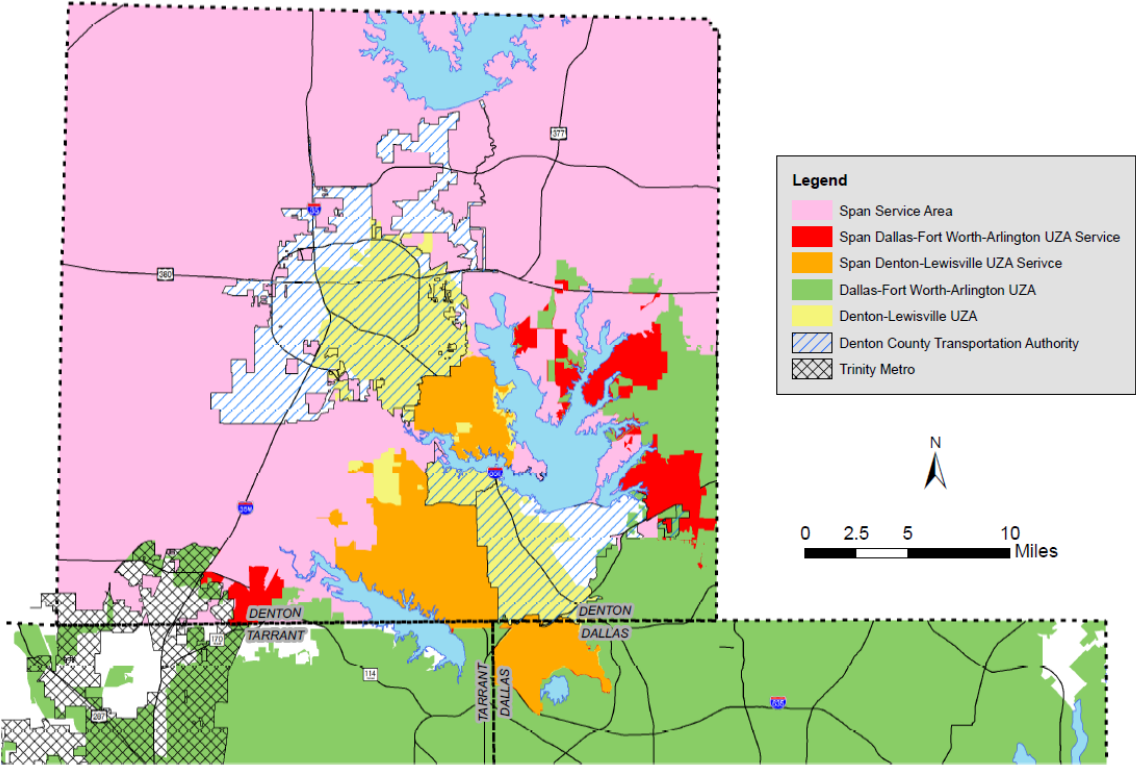 377
35
380
Legend
Span Service Area
Span Dallas-Fort Worth-Arlington UZA Service
Span Denton-Lewisville UZA Serivce
Dallas-Fort Worth-Arlington UZA
Denton-Lewisville UZA
Denton County Transportation Authority
Trinity Metro
N
35E
35W
0 2.5 5 10
Miles
DENTON
TARRANT
DENTON
DALLAS
170
114
TARRANT
DALLAS
287
635